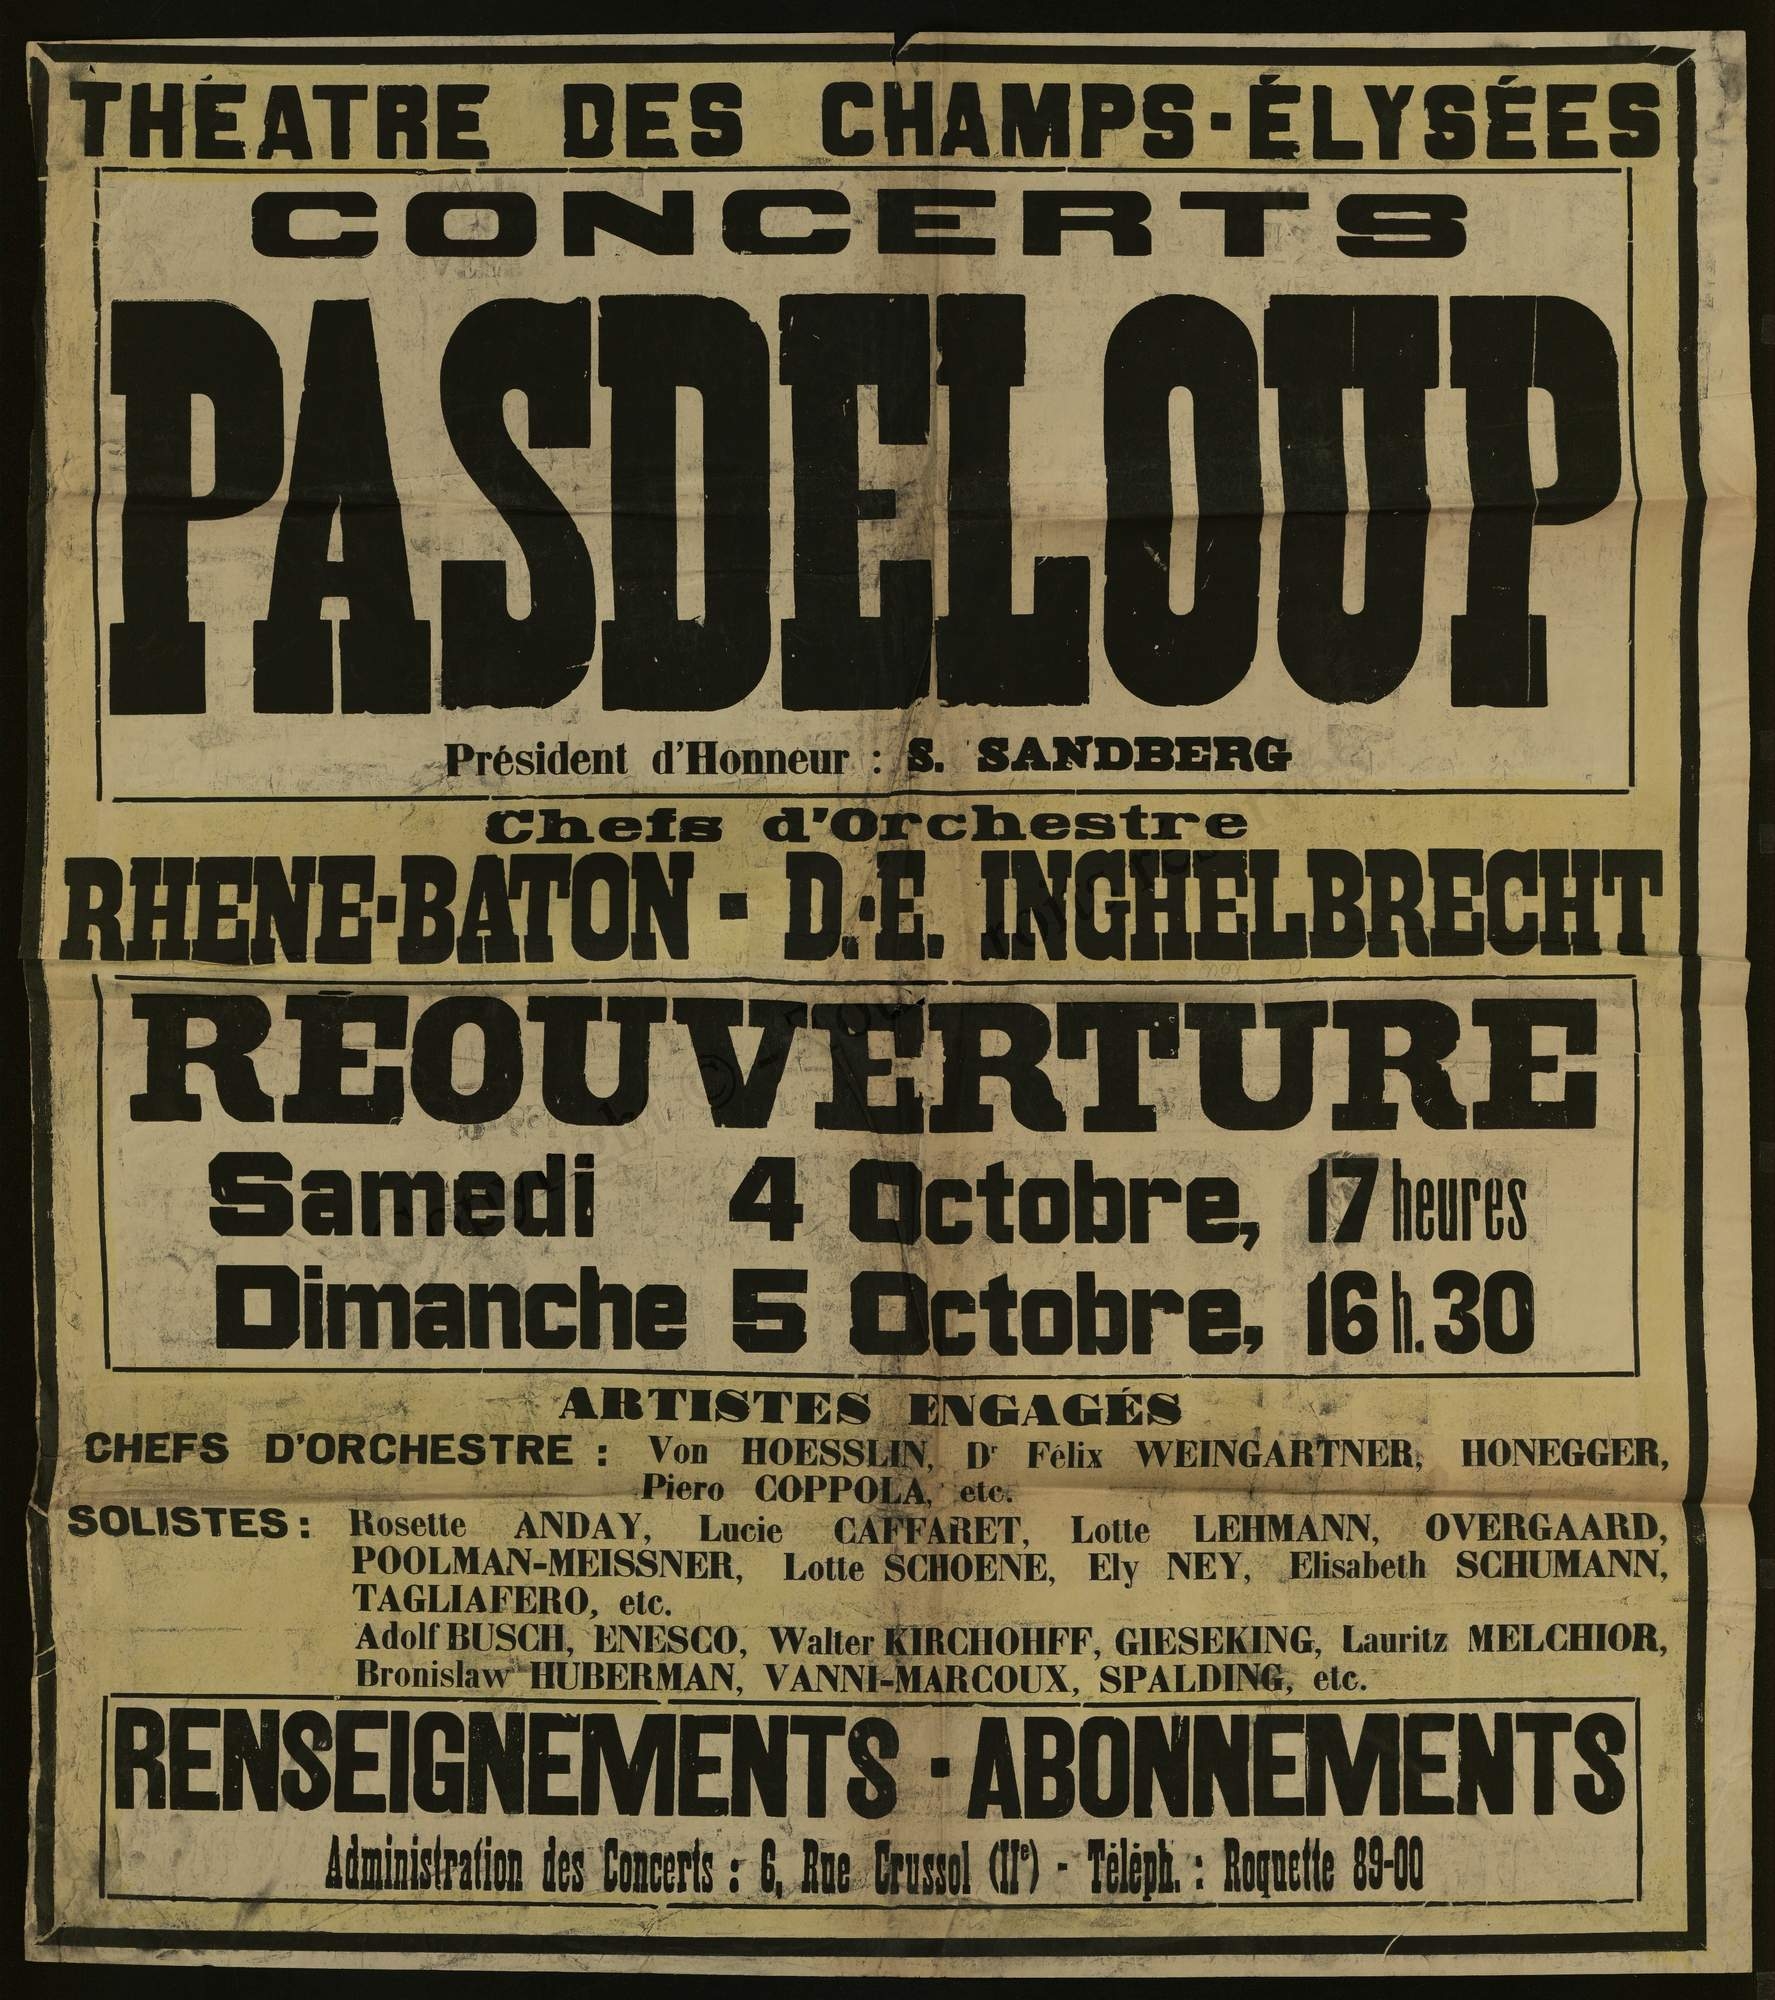 THÉATRE DES CHAMPS-ÉLYSÉES
CONCERTS
PASDELOUP
Président d'Honneur : S. SANDBERG
Chefs d'Orchestre
RHENE-BATON - D.-E. INGHELBRECHT
RÉOUVERTURE
Samedi 4 Octobre, 17 heures
Dimanche 5 Octobre, 16 h. 30
ARTISTES ENGAGÉS
CHEFS D'ORCHESTRE : Von HOESSLIN, Dr Félix WEINGARTNER, HONEGGER,
Piero COPPOLA, etc.
SOLISTES : Rosette ANDAY, Lucie CAFFARET, Lotte LEHMANN, OVERGAARD,
POOLMAN-MEISSNER, Lotte SCHOENE, Ely NEY, Elisabeth SCHUMANN,
TAGLIAFERO, etc.
Adolf BUSCH, ENESCO, Walter KIRCHOHFF, GIESEKING, Lauritz MELCHIOR,
Bronislaw HUBERMAN, VANNI-MARCOUX, SPALDING, etc.
RENSEIGNEMENTS - ABONNEMENTS
Administration des Concerts : 6, Rue Crussol (IIe) - Téléph. : Roquette 89-00